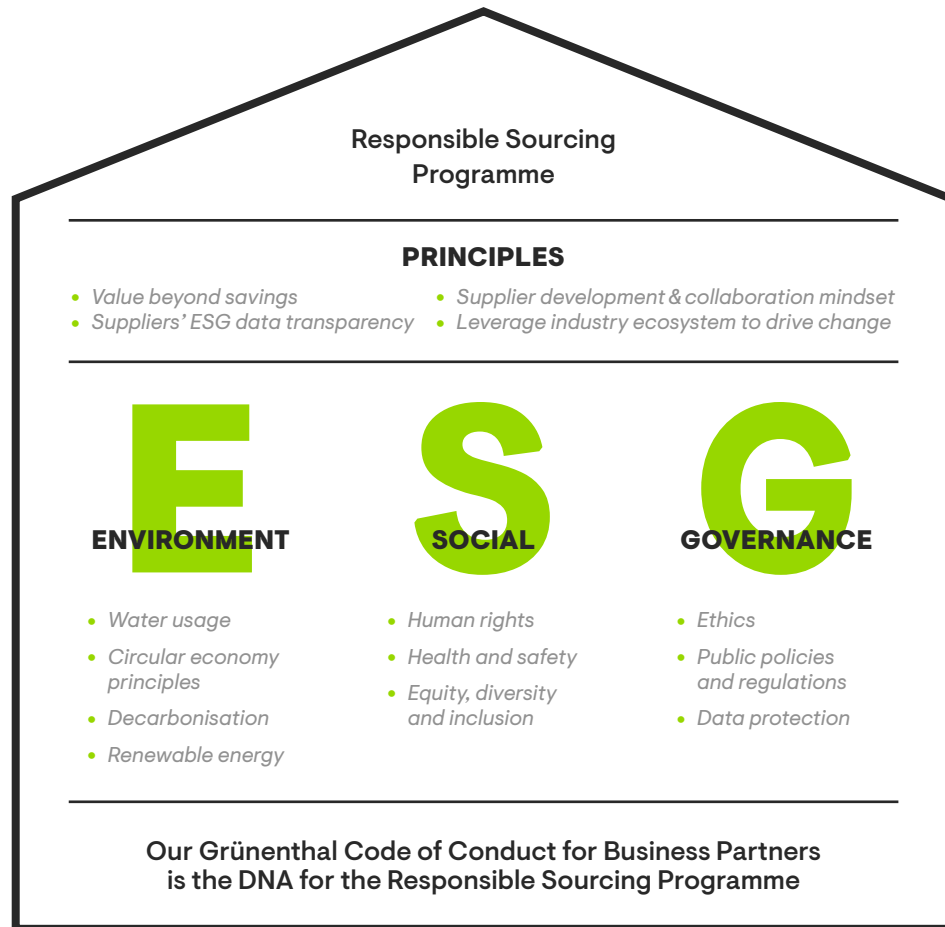 Responsible Sourcing
Programme
PRINCIPLES
• Value beyond savings
• Suppliers’ ESG data transparency
• Supplier development & collaboration mindset
• Leverage industry ecosystem to drive change
E
ENVIRONMENT
• Water usage
• Circular economy
principles
• Decarbonisation
• Renewable energy
S
SOCIAL
• Human rights
• Health and safety
• Equity, diversity
and inclusion
G
GOVERNANCE
• Ethics
• Public policies
and regulations
• Data protection
Our Grünenthal Code of Conduct for Business Partners
is the DNA for the Responsible Sourcing Programme